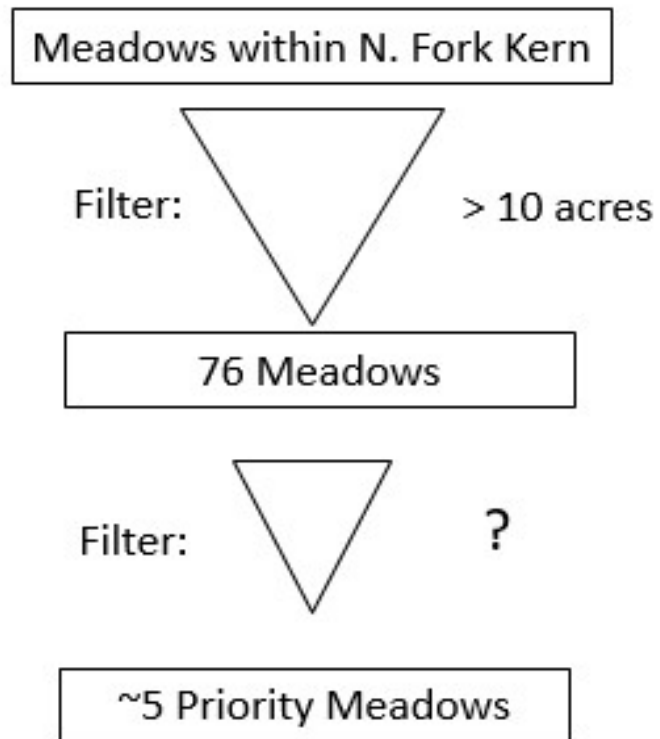 Meadows within N. Fork Kern
Filter:
> 10 acres
76 Meadows
Filter:
?
~5 Priority Meadows